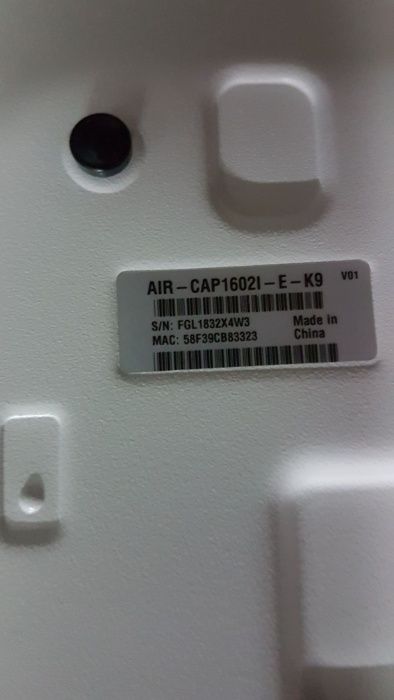 AIR-CAP1602I-E-K9 V01
S/N: FGL1832X4W3 Made in
MAC: 58F39CB83323 China